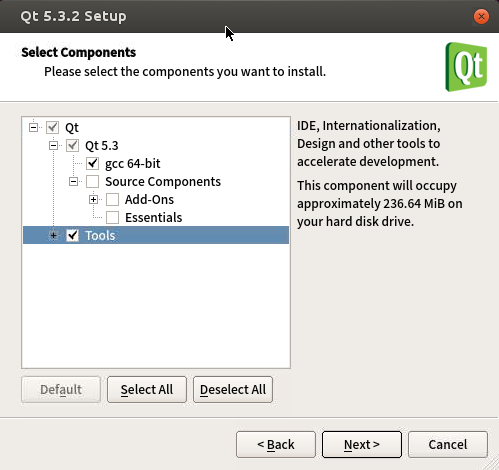 Qt 5.3.2 Setup
Select Components
Please select the components you want to install.
Qt
Qt
Qt 5.3
gcc 64-bit
Source Components
Add-Ons
Essentials
Tools
IDE, Internationalization,
Design and other tools to
accelerate development.
This component will occupy
approximately 236.64 MiB on
your hard disk drive.
Default
Select All
Deselect All
< Back
Next >
Cancel